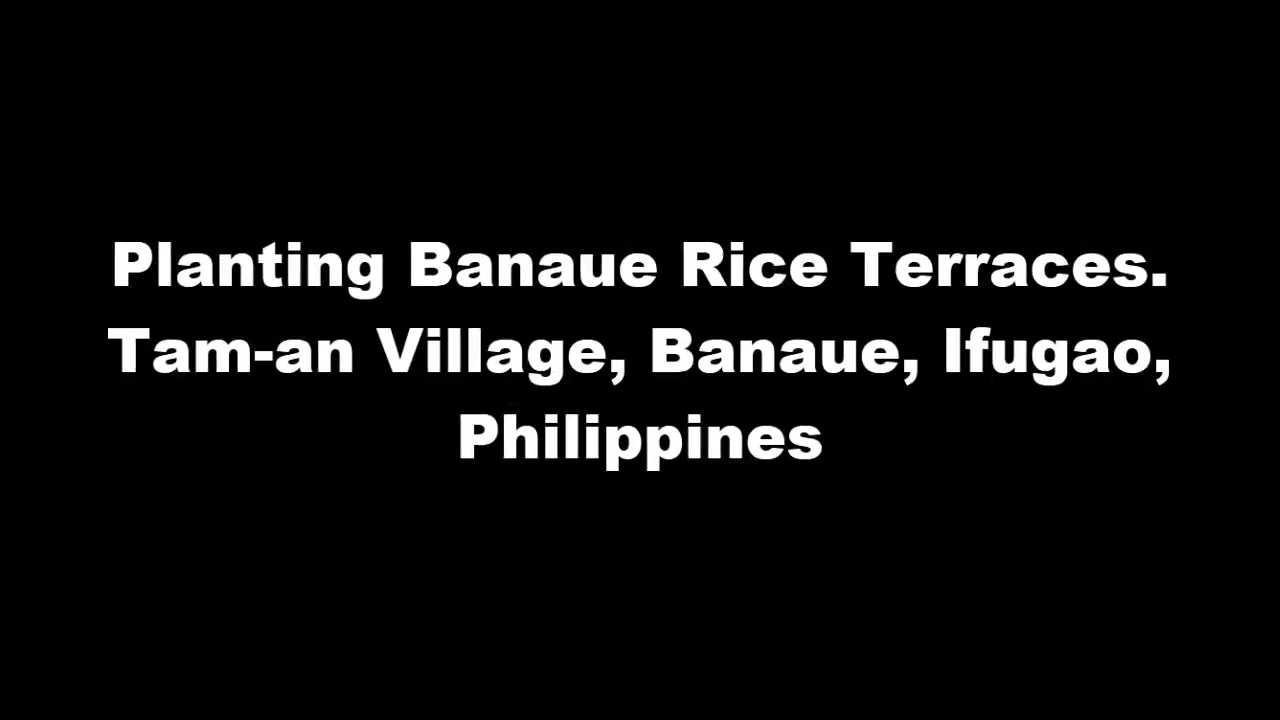 Planting Banaue Rice Terraces.
Tam-an Village, Banaue, Ifugao,
Philippines